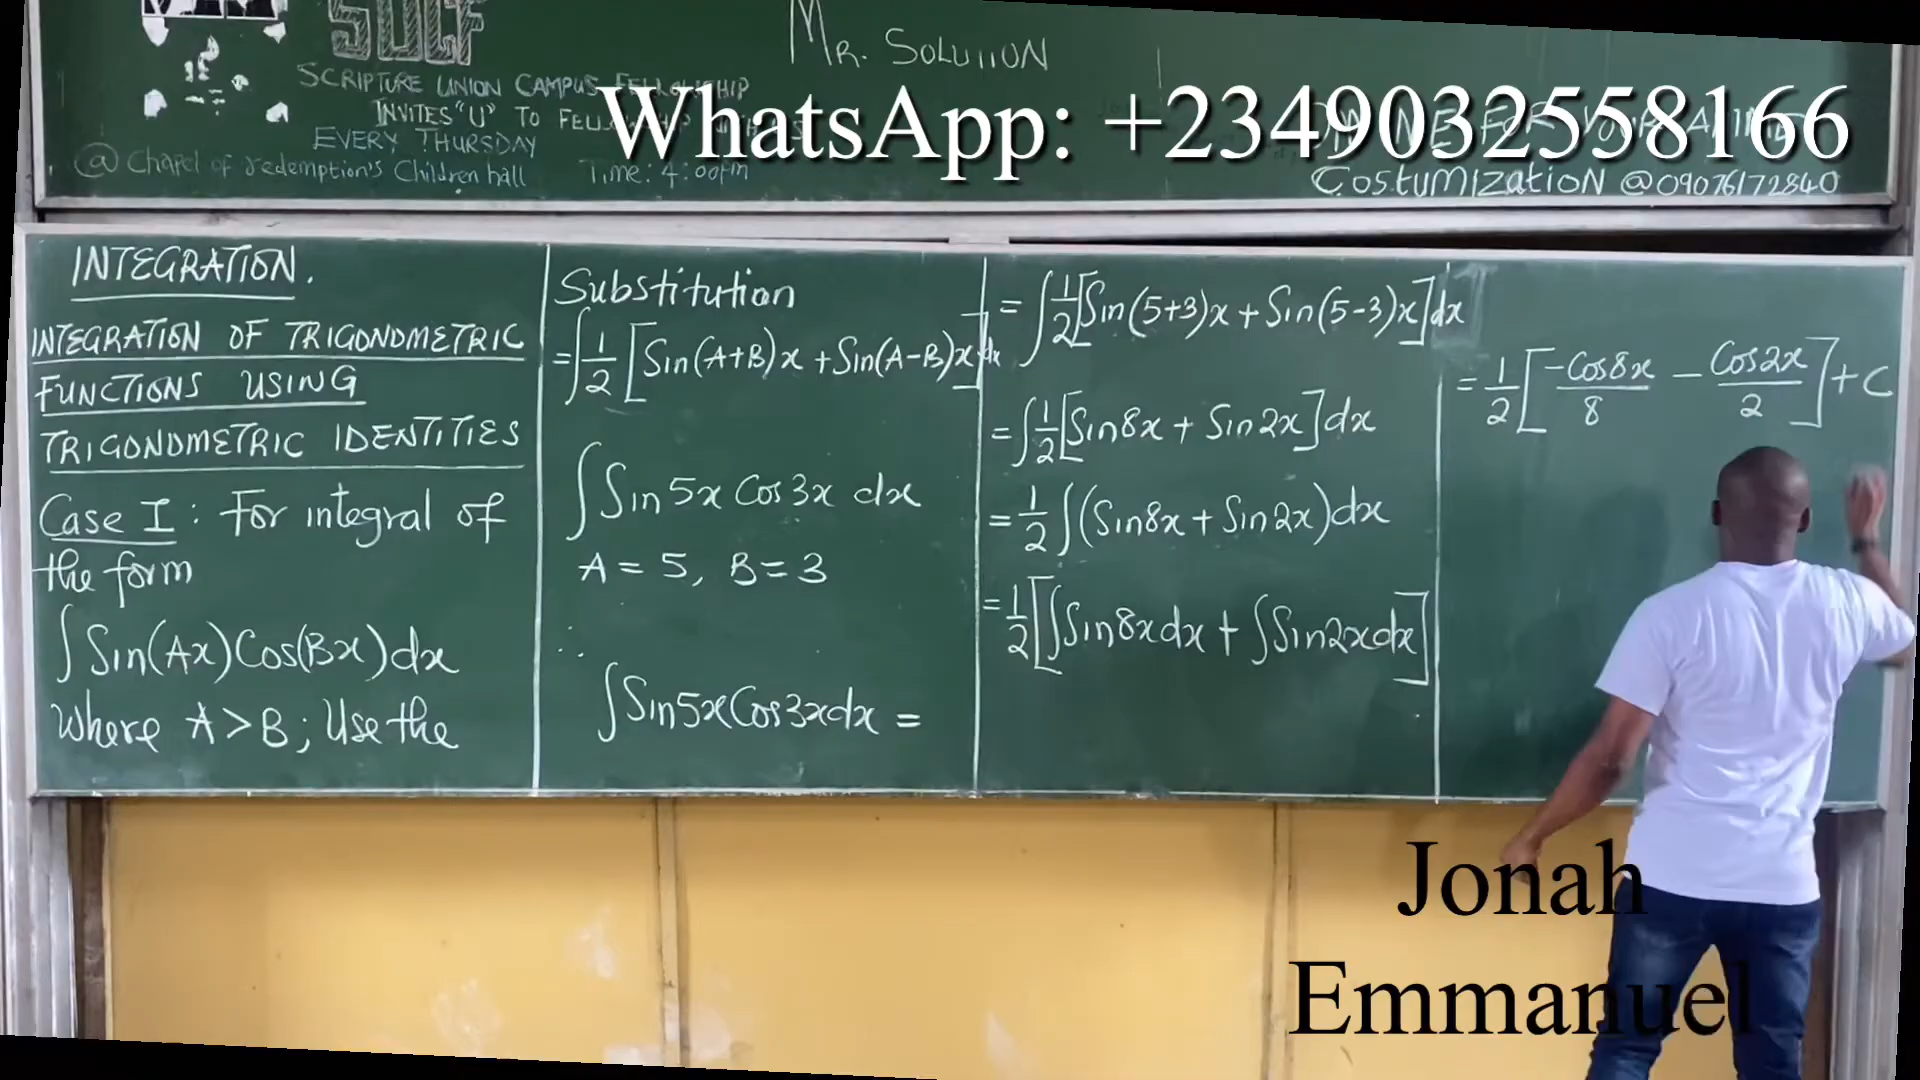 SUCF
MR. SOLUTION
SCRIPTURE UNION CAMPUS FELLOWSHIP
INVITES "U" TO
EVERY THURSDAY
@ Chapel of redemption's Children hall Time: 4:00pm
WhatsApp: +2349032558166
Costumization @09076172840
INTEGRATION.
INTEGRATION OF TRIGONOMETRIC
FUNCTIONS USING
TRIGONOMETRIC IDENTITIES
Case I : For integral of
the form
∫Sin(Ax)Cos(Bx)dx
Where A>B ; Use the
Substitution
=∫1/2[Sin(A+B)x + Sin(A-B)x]dx
∫Sin5x Cos3x dx
A = 5, B = 3
∴
∫Sin5xCos3xdx =
= ∫1/2[Sin(5+3)x + Sin(5-3)x]dx
= ∫1/2[Sin8x + Sin2x]dx
= 1/2∫(Sin8x + Sin2x)dx
= 1/2[∫Sin8xdx + ∫Sin2xdx]
= 1/2[-Cos8x/8 - Cos2x/2] + C
Jonah
Emmanuel